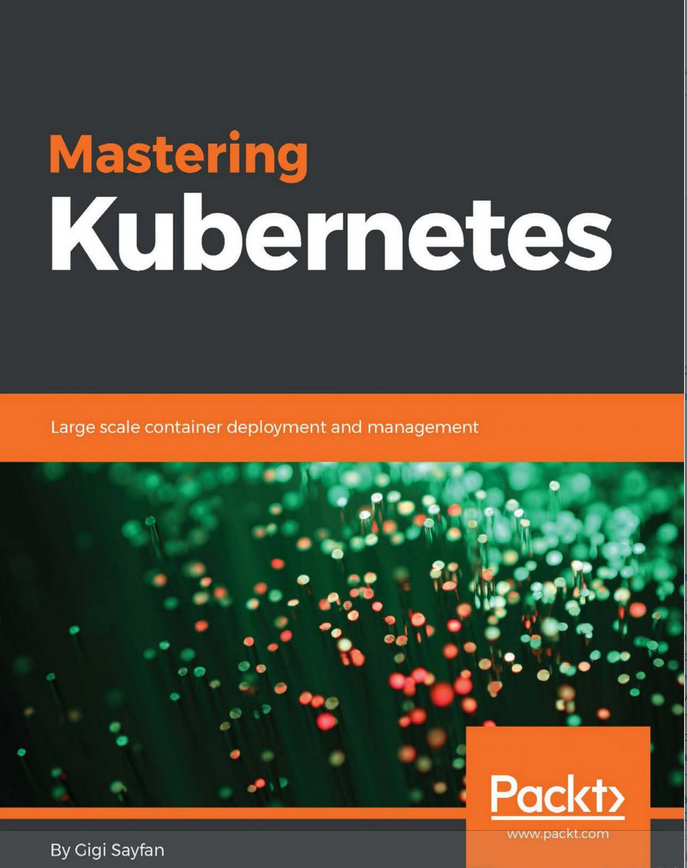 Mastering
Kubernetes
Large scale container deployment and management
Packt>
www.packt.com
By Gigi Sayfan